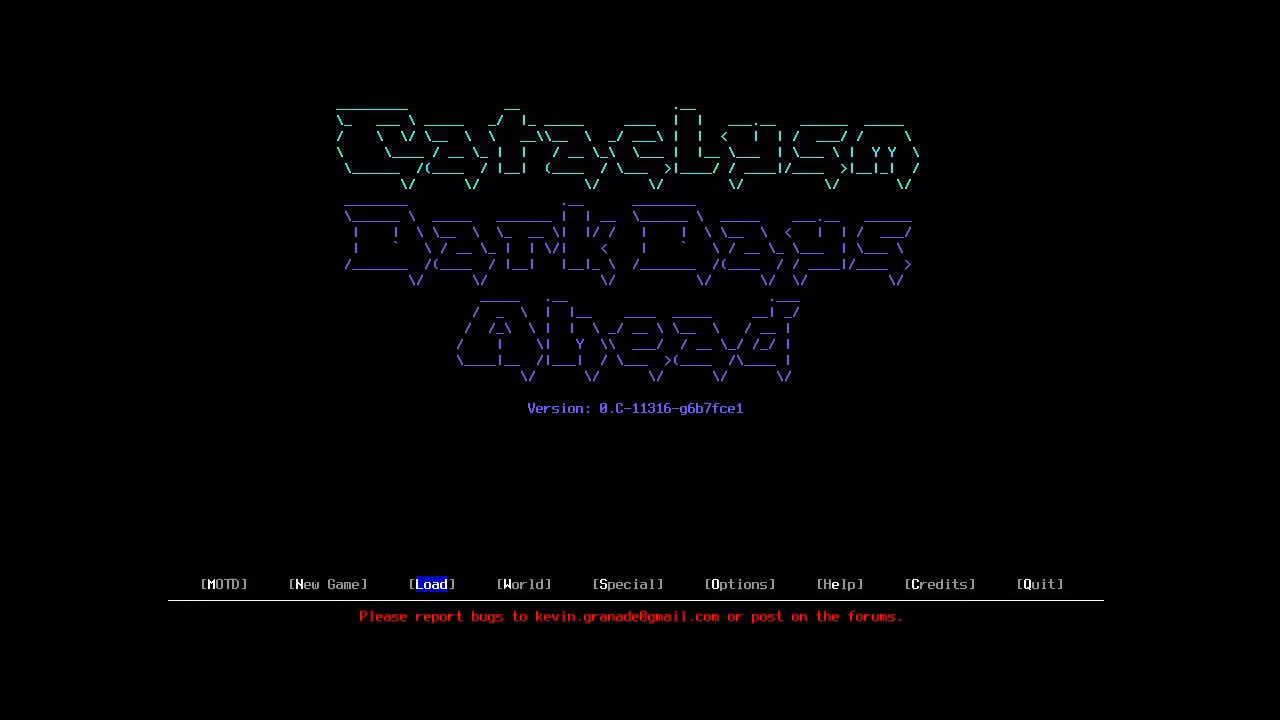 Cataclysm
Dark Days
Ahead
Version: 0.C-11316-g6b7fce1
[MOTD] [New Game] [Load] [World] [Special] [Options] [Help] [Credits] [Quit]
Please report bugs to kevin.granade@gmail.com or post on the forums.